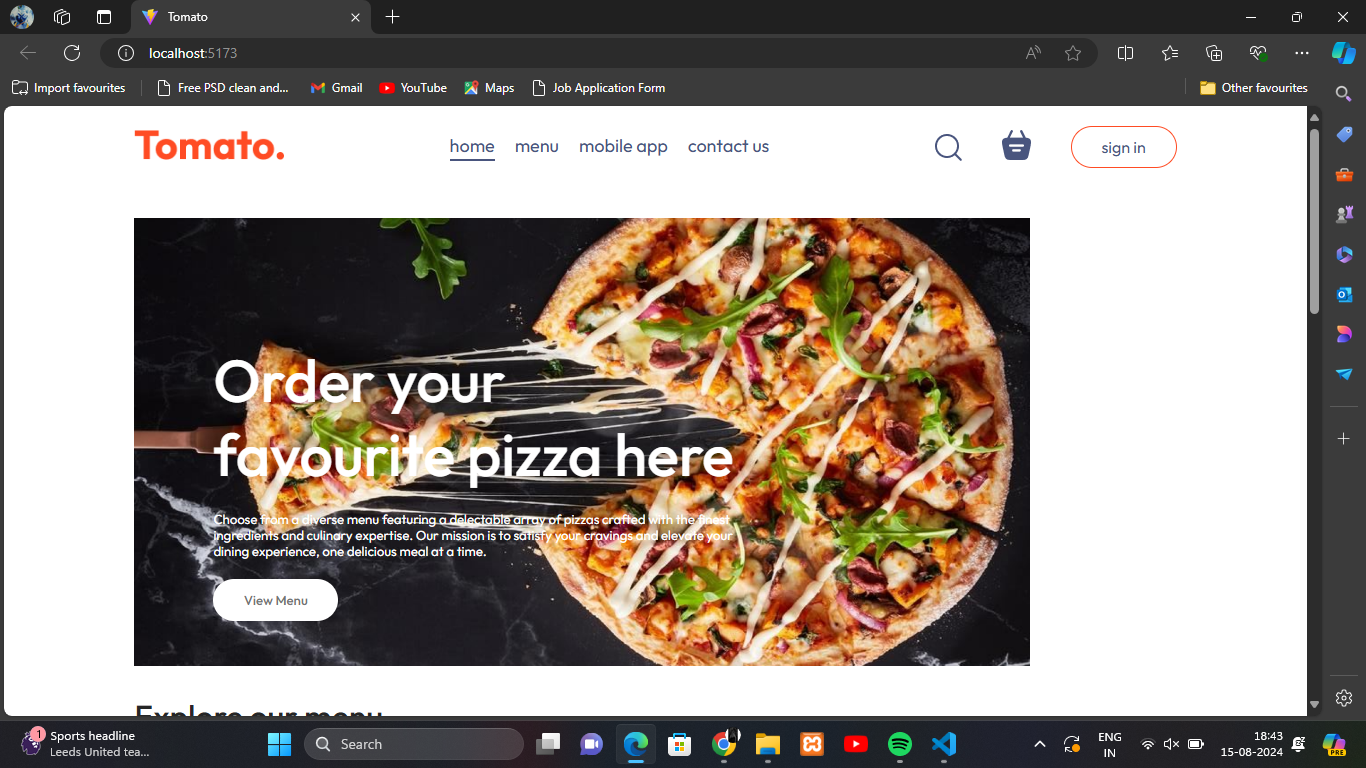 Tomato
localhost:5173
Import favourites
Free PSD clean and...
Gmail
YouTube
Maps
Job Application Form
Other favourites
Tomato.
home
menu
mobile app
contact us
sign in
Order your
favourite pizza here
Choose from a diverse menu featuring a delectable array of pizzas crafted with the finest
ingredients and culinary expertise. Our mission is to satisfy your cravings and elevate your
dining experience, one delicious meal at a time.
View Menu
Explore our menu
1
Sports headline
Leeds United tea...
Search
ENG
IN
18:43
15-08-2024
PRE